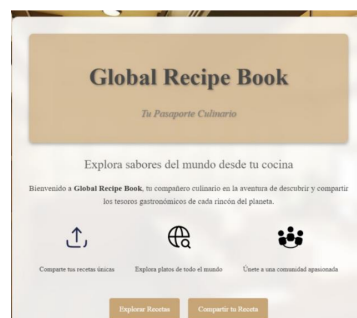 Global Recipe Book
Tu Pasaporte Culinario
Explora sabores del mundo desde tu cocina
Bienvenido a Global Recipe Book, tu compañero culinario en la aventura de descubrir y compartir
los tesoros gastronómicos de cada rincón del planeta.
Comparte tus recetas únicas
Explora platos de todo el mundo
Únete a una comunidad apasionada
Explorar Recetas
Compartir tu Receta